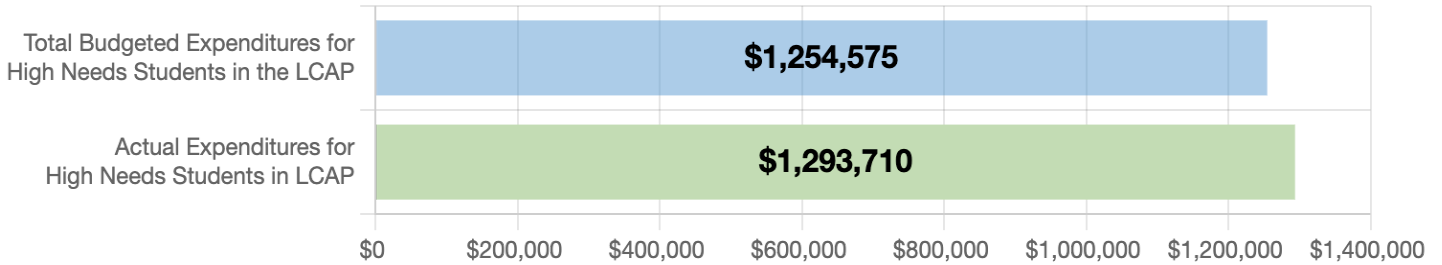 Total Budgeted Expenditures for
High Needs Students in the LCAP
$1,254,575
Actual Expenditures for
High Needs Students in LCAP
$1,293,710
$0 $200,000 $400,000 $600,000 $800,000 $1,000,000 $1,200,000 $1,400,000